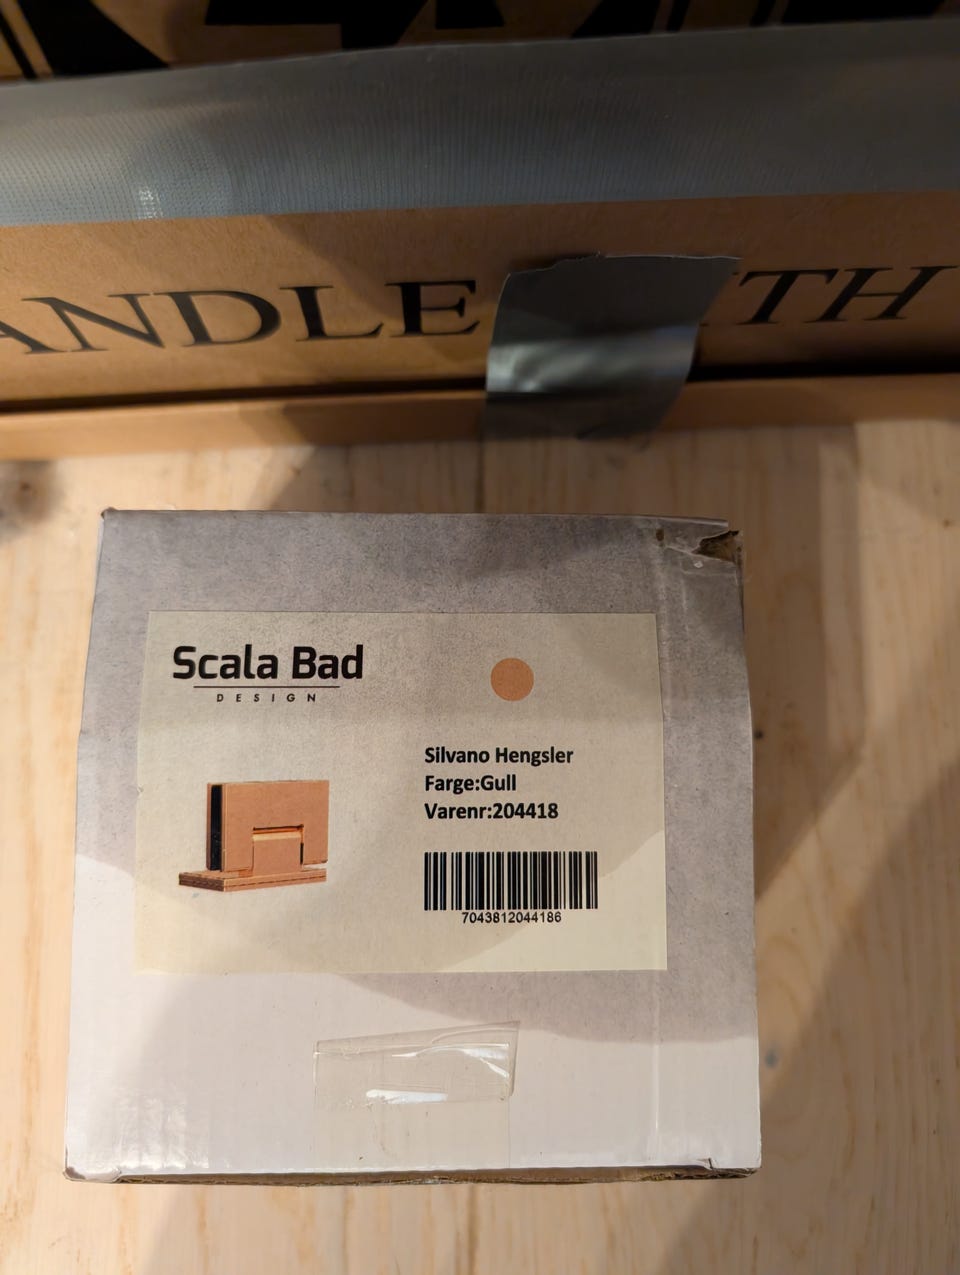 ANDLE TH
Scala Bad
DESIGN
Silvano Hengsler
Farge:Gull
Varenr:204418
7043812044186